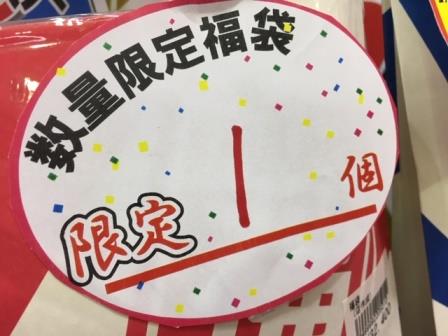 数量限定福袋
限定 1 個